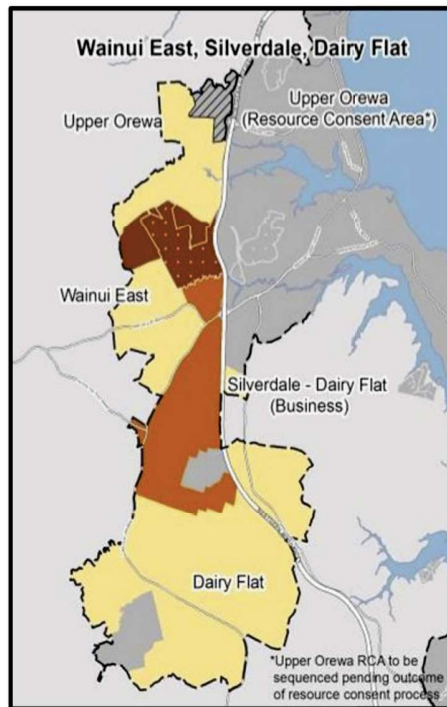 Wainui East, Silverdale, Dairy Flat
Upper Orewa
Upper Orewa
(Resource Consent Area*)
Wainui East
Silverdale - Dairy Flat
(Business)
Dairy Flat
*Upper Orewa RCA to be
sequenced pending outcome
of resource consent process